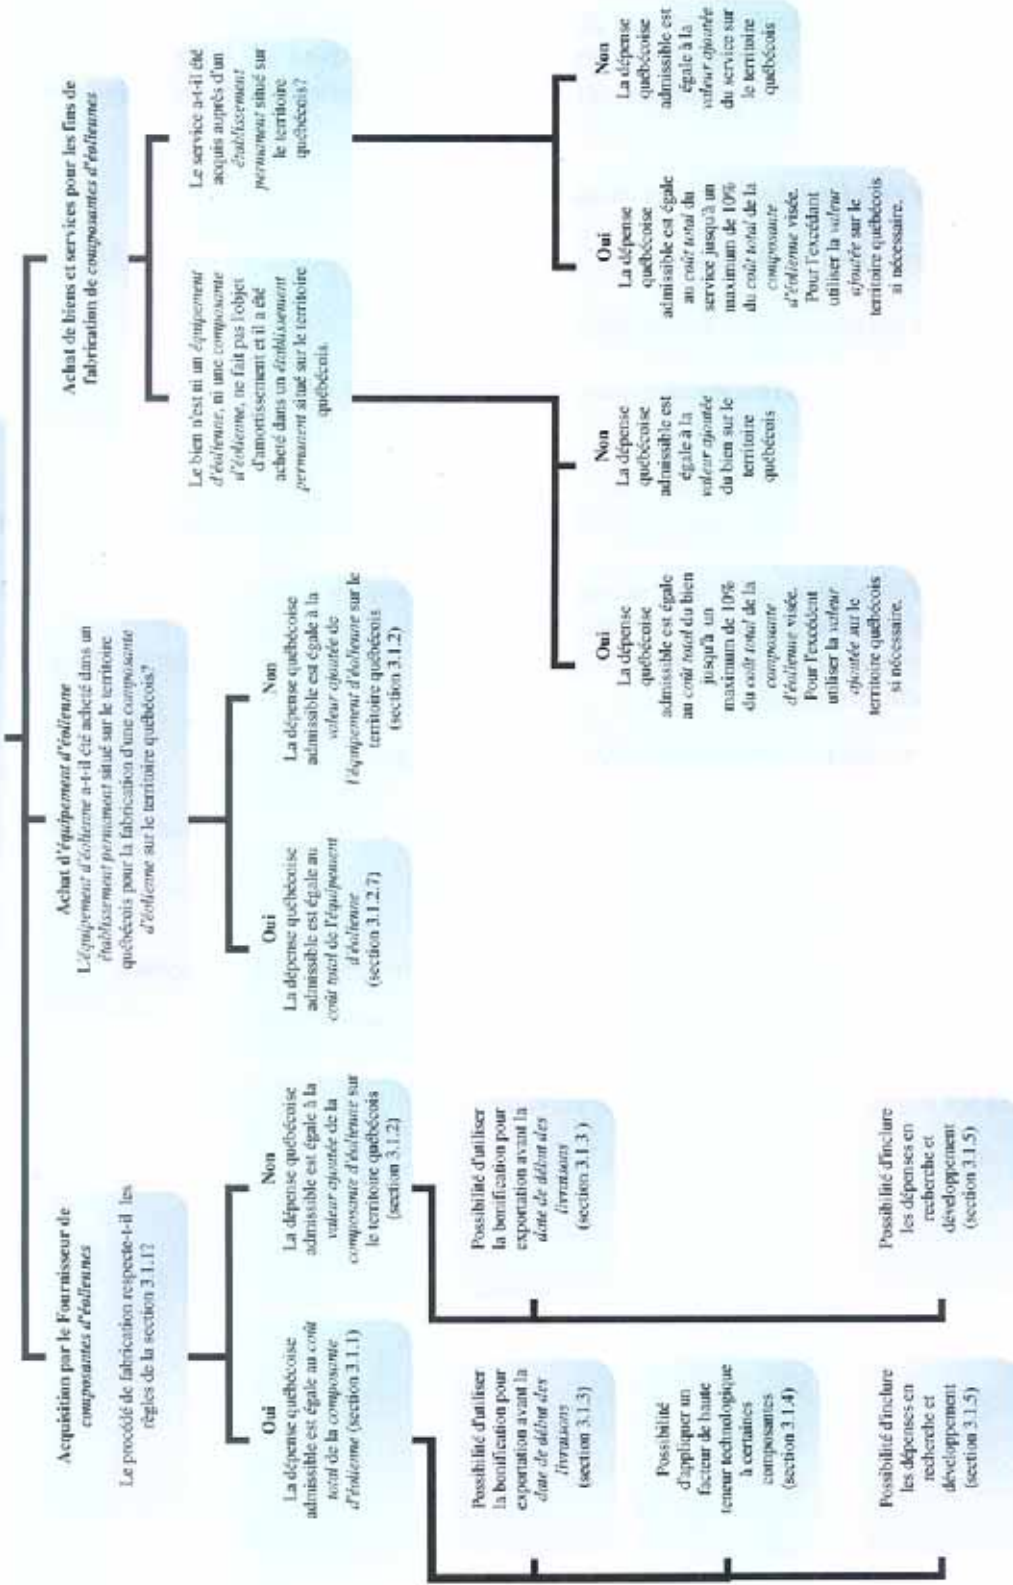 Acquisition par le Fournisseur de
composantes d'éoliennes
Le procédé de fabrication respecte-t-il les
règles de la section 3.1.1?
Oui
La dépense québécoise
admissible est égale au coût
total de la composante
d'éolienne (section 3.1.1)
Possibilité d'utiliser
la bonification pour
exportation avant la
date de début des
livraisons
(section 3.1.3)
Possibilité
d'appliquer un
facteur de haute
teneur technologique
à certaines
composantes
(section 3.1.4)
Possibilité d'inclure
les dépenses en
recherche et
développement
(section 3.1.5)
Non
La dépense québécoise
admissible est égale à la
valeur ajoutée de la
composante d'éolienne sur
le territoire québécois
(section 3.1.2)
Possibilité d'utiliser
la bonification pour
exportation avant la
date de début des
livraisons
(section 3.1.3 )
Possibilité d'inclure
les dépenses en
recherche et
développement
(section 3.1.5)
Achat d'équipement d'éolienne
L'équipement d'éolienne a-t-il été acheté dans un
établissement permanent situé sur le territoire
québécois pour la fabrication d'une composante
d'éolienne sur le territoire québécois?
Oui
La dépense québécoise
admissible est égale au
coût total de l'équipement
d'éolienne
(section 3.1.2.7)
Non
La dépense québécoise
admissible est égale à la
valeur ajoutée de
l'équipement d'éolienne sur le
territoire québécois
(section 3.1.2)
Achat de biens et services pour les fins de
fabrication de composantes d'éoliennes
Le bien n'est ni un équipement
d'éolienne, ni une composante
d'éolienne, ne fait pas l'objet
d'amortissement et il a été
acheté dans un établissement
permanent situé sur le territoire
québécois.
Oui
La dépense
québécoise
admissible est égale
au coût total du bien
jusqu'à un
maximum de 10%
du coût total de la
composante
d'éolienne visée.
Pour l'excédent
utiliser la valeur
ajoutée sur le
territoire québécois
si nécessaire.
Non
La dépense
québécoise
admissible est
égale à la
valeur ajoutée
du bien sur le
territoire
québécois
Le service a-t-il été
acquis auprès d'un
établissement
permanent situé sur
le territoire
québécois?
Oui
La dépense
québécoise
admissible est égale
au coût total du
service jusqu'à un
maximum de 10%
du coût total de la
composante
d'éolienne visée.
Pour l'excédant
utiliser la valeur
ajoutée sur le
territoire québécois
si nécessaire.
Non
La dépense
québécoise
admissible est
égale à la
valeur ajoutée
du service sur
le territoire
québécois